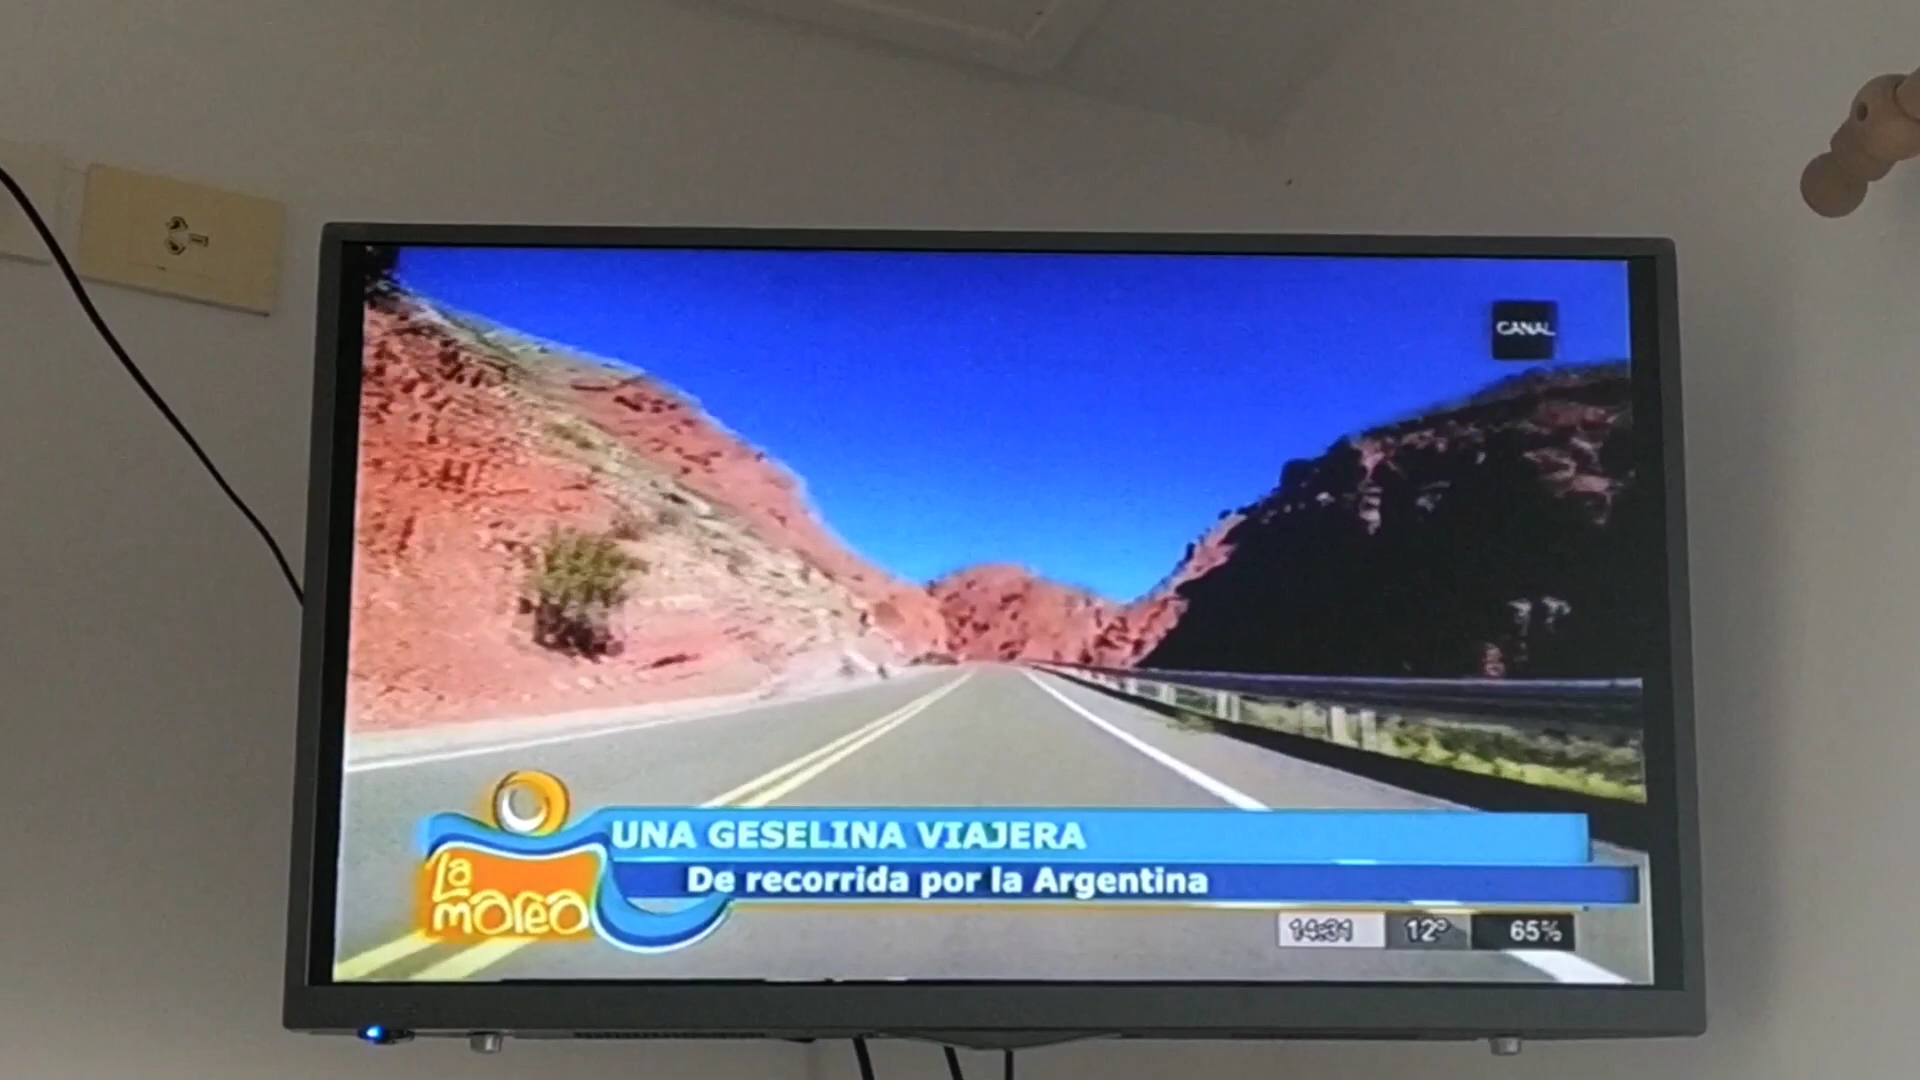 CANAL
UNA GESELINA VIAJERA
De recorrida por la Argentina
la
marea
14:31 12° 65%